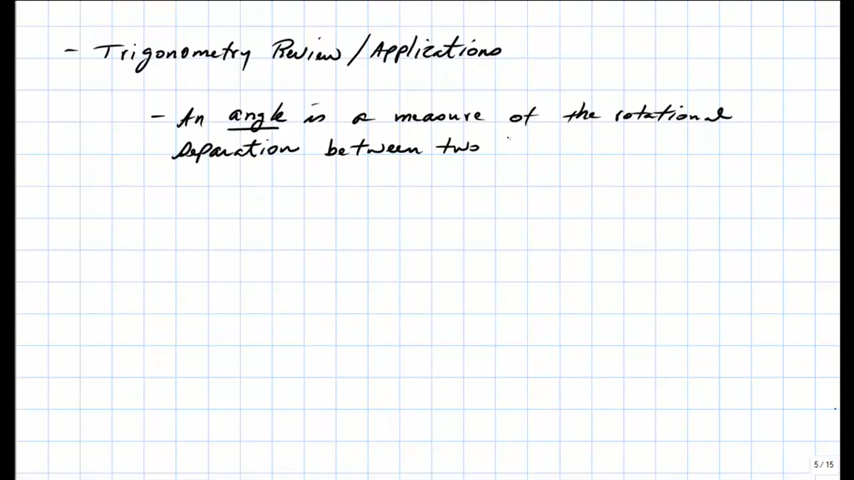 - Trigonometry Review/Applications
- An angle is a measure of the rotational
separation between two
5/15